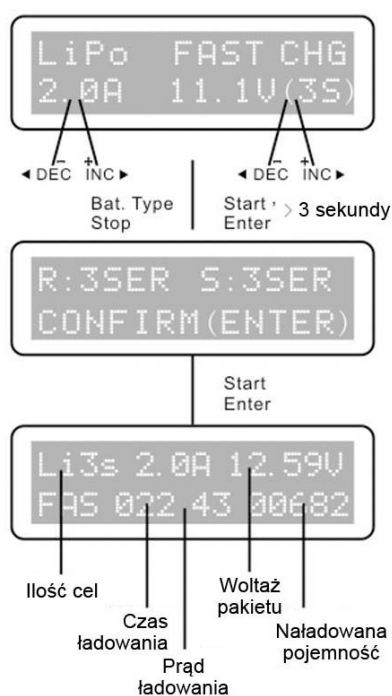 LiPo FAST CHG
2.0A 11.1V(3S)
- +
◄ DEC INC ►
- +
◄ DEC INC ►
Bat. Type
Stop
Start
Enter
> 3 sekundy
R:3SER S:3SER
CONFIRM(ENTER)
Start
Enter
Li3s 2.0A 12.59V
FAS 022 43 00682
Ilość cel
Czas
ładowania
Prąd
ładowania
Woltaż
pakietu
Naładowana
pojemność